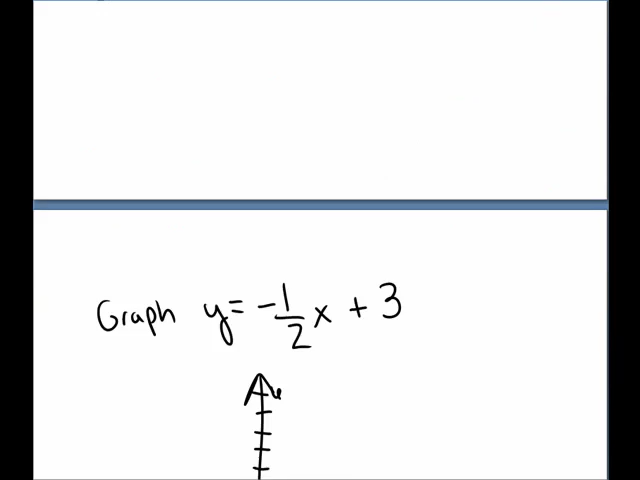 Graph y = -1/2 x + 3